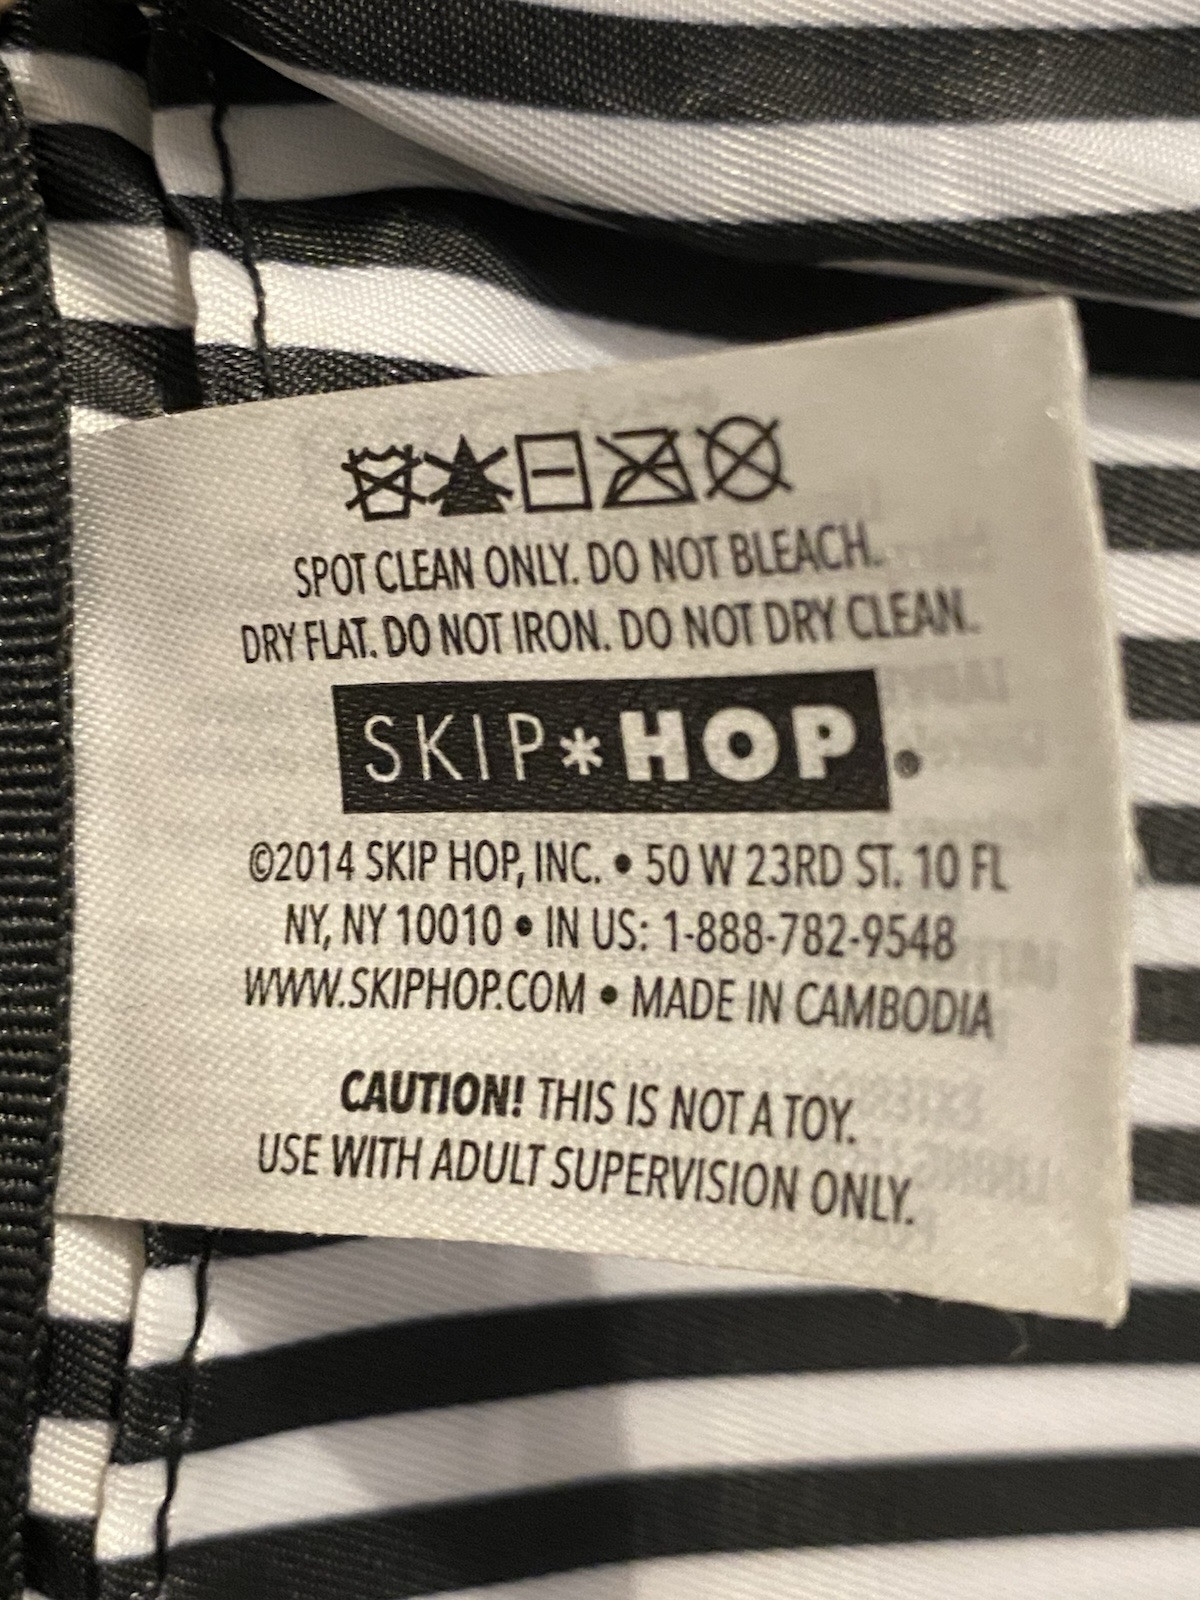 SPOT CLEAN ONLY. DO NOT BLEACH.
DRY FLAT. DO NOT IRON. DO NOT DRY CLEAN.
SKIP*HOP®
©2014 SKIP HOP, INC. • 50 W 23RD ST. 10 FL
NY, NY 10010 • IN US: 1-888-782-9548
WWW.SKIPHOP.COM • MADE IN CAMBODIA
CAUTION! THIS IS NOT A TOY.
USE WITH ADULT SUPERVISION ONLY.